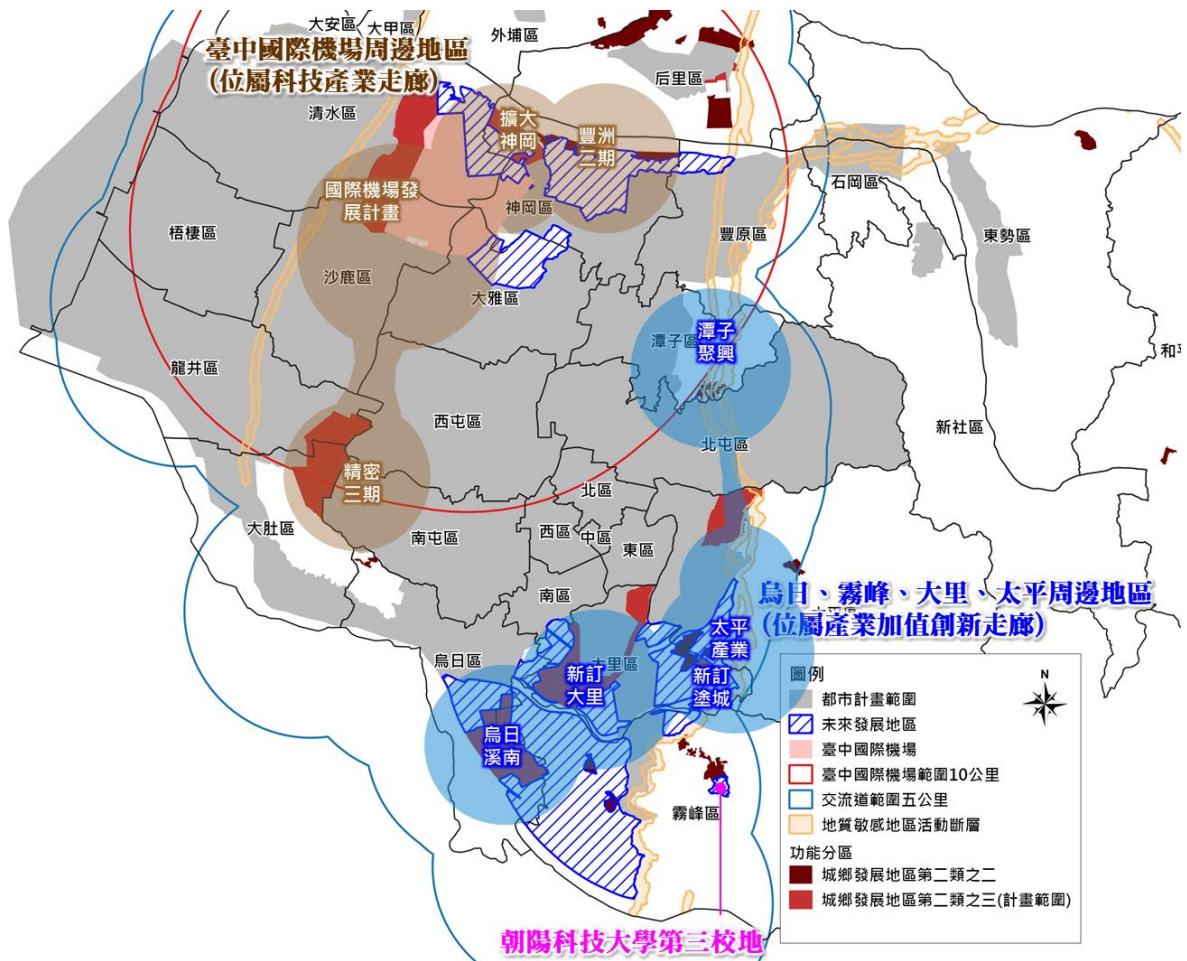 大安區
大甲區
外埔區
臺中國際機場周邊地區
(位屬科技產業走廊)
后里區
清水區
擴大
神岡
豐洲
二期
國際機場發
展計畫
神岡區
石岡區
梧棲區
豐原區
東勢區
沙鹿區
大雅區
潭子區
潭子
聚興
龍井區
和平
西屯區
新社區
北屯區
精密
三期
北區
大肚區
南屯區
西區
中區
東區
南區
烏日、霧峰、大里、太平周邊地區
(位屬產業加值創新走廊)
太平
產業
烏日區
大里區
新訂
大里
新訂
塗城
烏日
溪南
霧峰區
朝陽科技大學第三校地
圖例
N
都市計畫範圍
未來發展地區
臺中國際機場
臺中國際機場範圍10公里
交流道範圍五公里
地質敏感地區活動斷層
功能分區
城鄉發展地區第二類之二
城鄉發展地區第二類之三(計畫範圍)